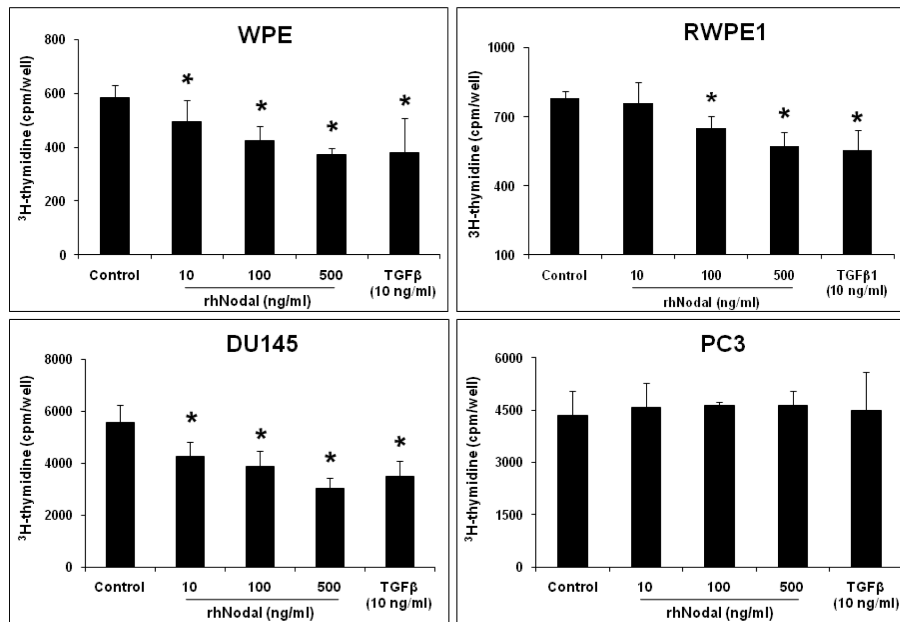 WPE
800
600
400
200
0
³H-thymidine (cpm/well)
* * * *
Control 10 100 500 TGFβ
rhNodal (ng/ml) (10 ng/ml)
RWPE1
1000
700
400
100
3H-thymidine (cpm/well)
* * *
Control 10 100 500 TGFβ1
rhNodal (ng/ml) (10 ng/ml)
DU145
8000
6000
4000
2000
0
³H-thymidine (cpm/well)
* * * *
Control 10 100 500 TGFβ
rhNodal (ng/ml) (10 ng/ml)
PC3
6000
4500
3000
1500
0
³H-thymidine (cpm/well)
Control 10 100 500 TGFβ
rhNodal (ng/ml) (10 ng/ml)